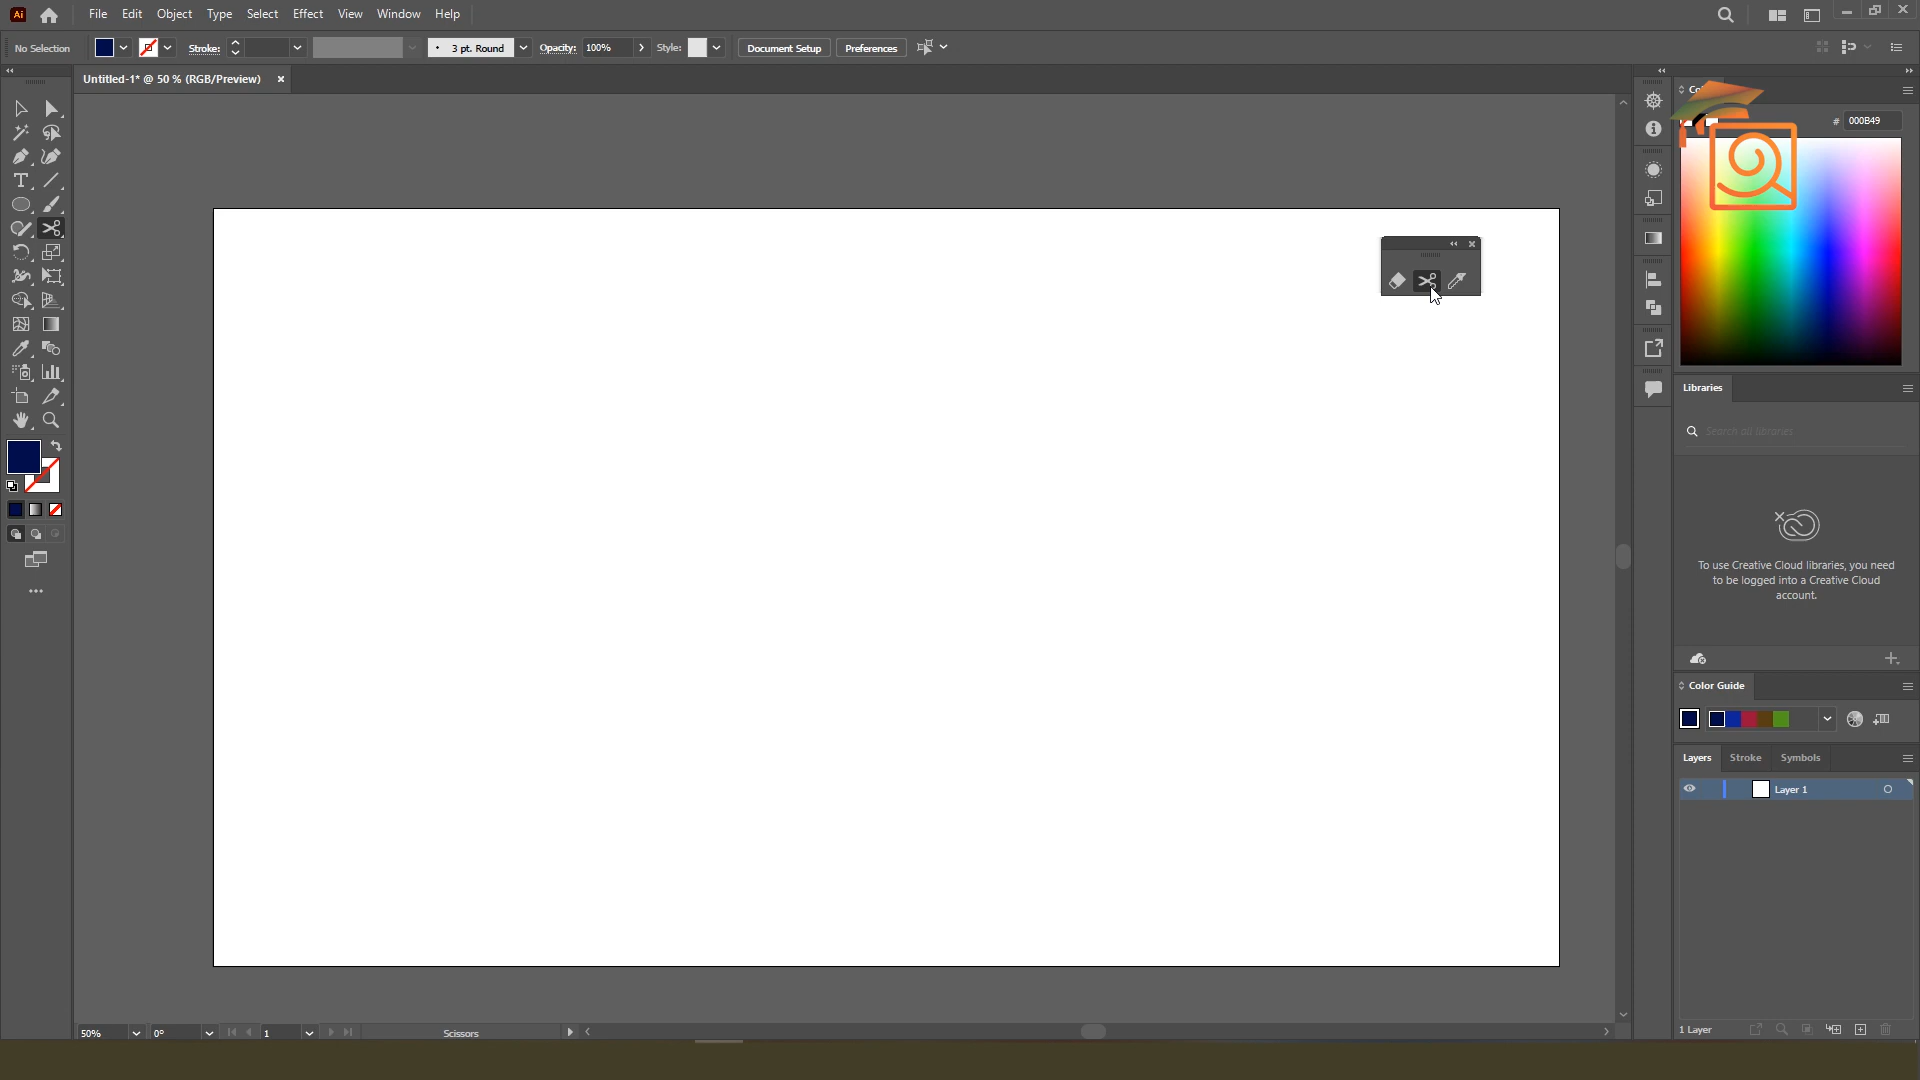 Ai File Edit Object Type Select Effect View Window Help
No Selection Stroke: 3 pt. Round Opacity: 100% Style: Document Setup Preferences
Untitled-1* @ 50 % (RGB/Preview)
# 000B49
Libraries
Search all libraries
To use Creative Cloud libraries, you need
to be logged into a Creative Cloud
account.
Color Guide
Layers Stroke Symbols
Layer 1
1 Layer
50% 0° 1 Scissors